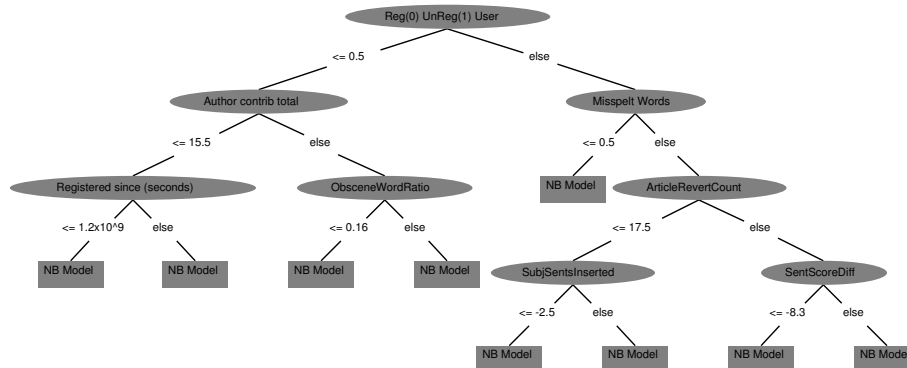 Reg(0) UnReg(1) User
<= 0.5
else
Author contrib total
Misspelt Words
<= 15.5
else
<= 0.5
else
Registered since (seconds)
ObsceneWordRatio
NB Model
ArticleRevertCount
<= 1.2x10^9
else
<= 0.16
else
<= 17.5
else
NB Model
NB Model
NB Model
NB Model
SubjSentsInserted
SentScoreDiff
<= -2.5
else
<= -8.3
else
NB Model
NB Model
NB Model
NB Model